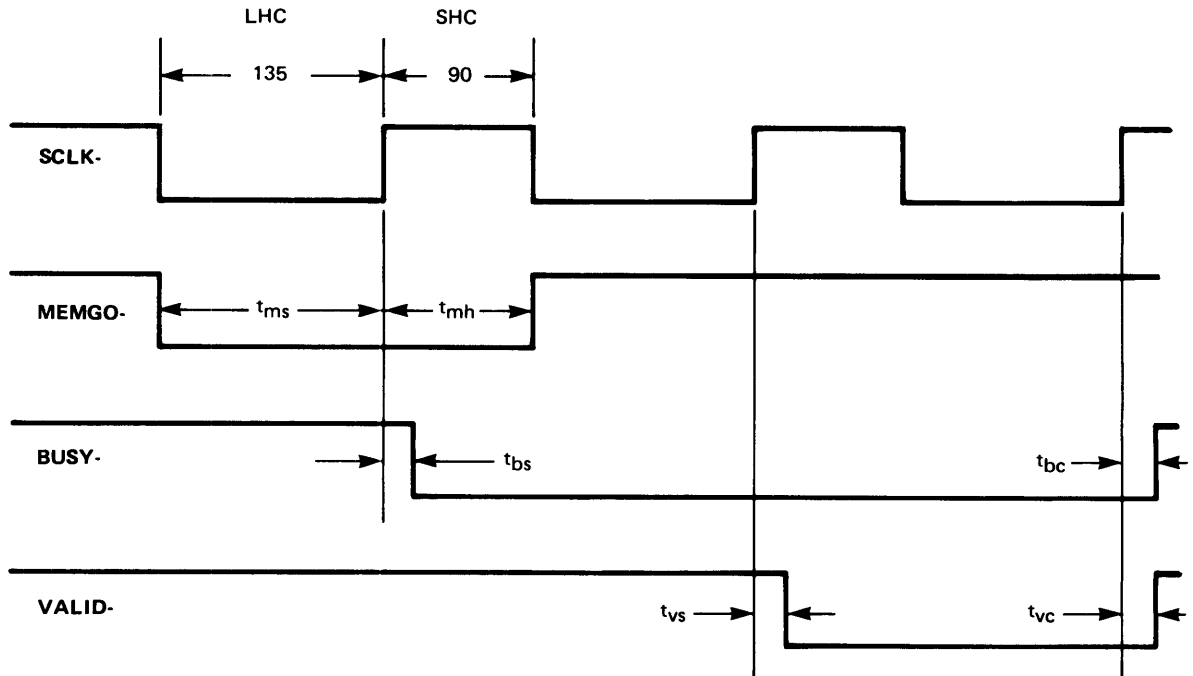 LHC SHC
135 90
SCLK-
MEMGO- tms tmh
BUSY- tbs tbc
VALID- tvs tvc